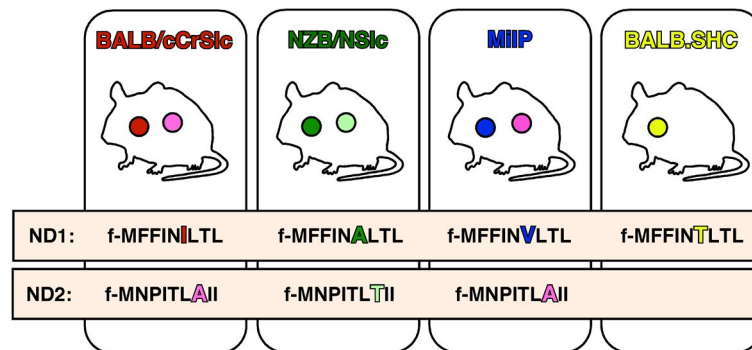 BALB/cCrSlc NZB/NSlc MilP BALB.SHC
ND1: f-MFFINILTL f-MFFINALTL f-MFFINVLTL f-MFFINTLTL
ND2: f-MNPITLAII f-MNPITLTII f-MNPITLAII